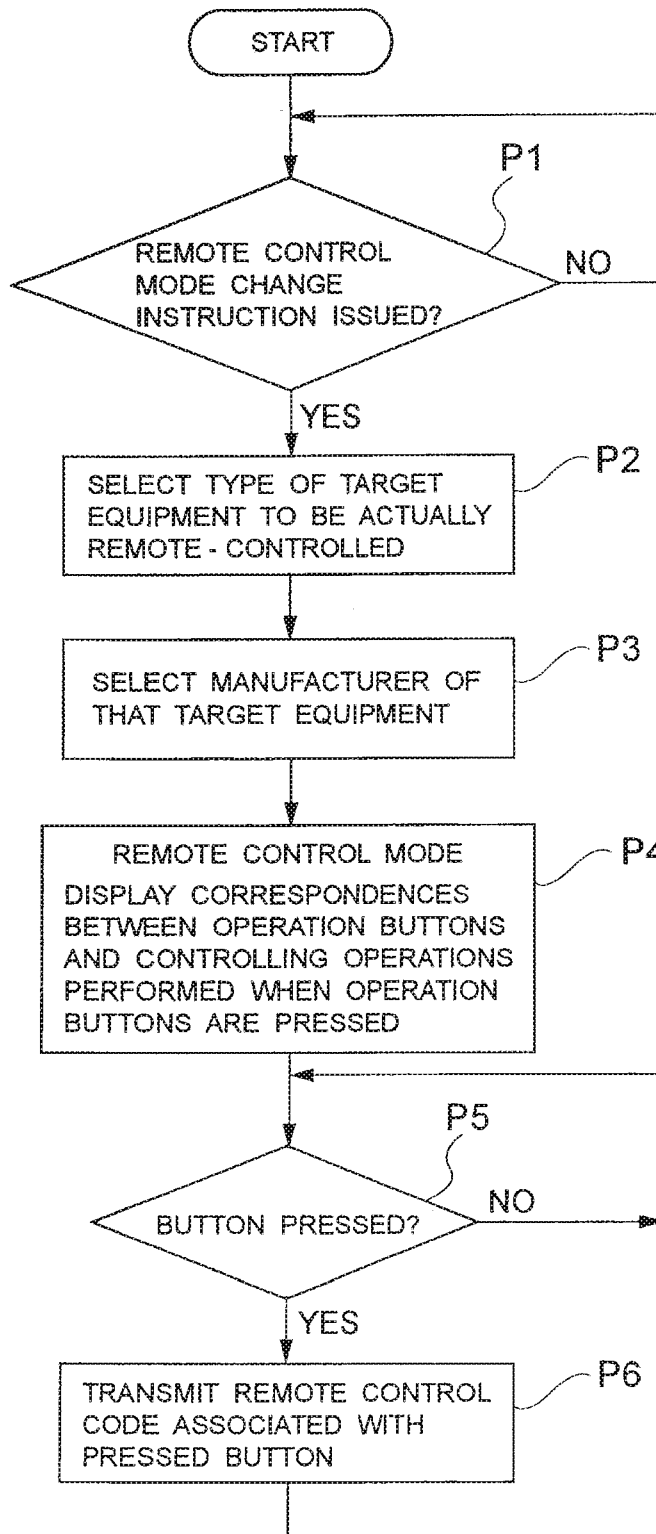 START
P1
REMOTE CONTROL
MODE CHANGE
INSTRUCTION ISSUED?
NO
YES
P2
SELECT TYPE OF TARGET
EQUIPMENT TO BE ACTUALLY
REMOTE - CONTROLLED
P3
SELECT MANUFACTURER OF
THAT TARGET EQUIPMENT
P4
REMOTE CONTROL MODE
DISPLAY CORRESPONDENCES
BETWEEN OPERATION BUTTONS
AND CONTROLLING OPERATIONS
PERFORMED WHEN OPERATION
BUTTONS ARE PRESSED
P5
BUTTON PRESSED?
NO
YES
P6
TRANSMIT REMOTE CONTROL
CODE ASSOCIATED WITH
PRESSED BUTTON